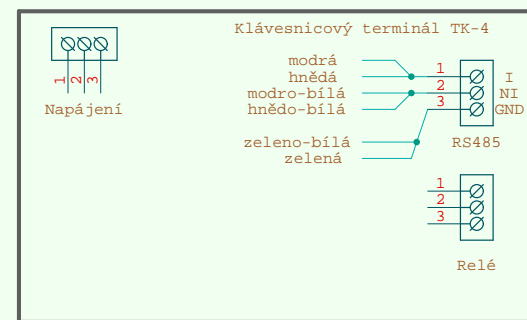 Klávesnicový terminál TK-4
1
2
3
Napájení
modrá
hnědá
modro-bílá
hnědo-bílá
zeleno-bílá
zelená
1
2
3
I
NI
GND
RS485
1
2
3
Relé